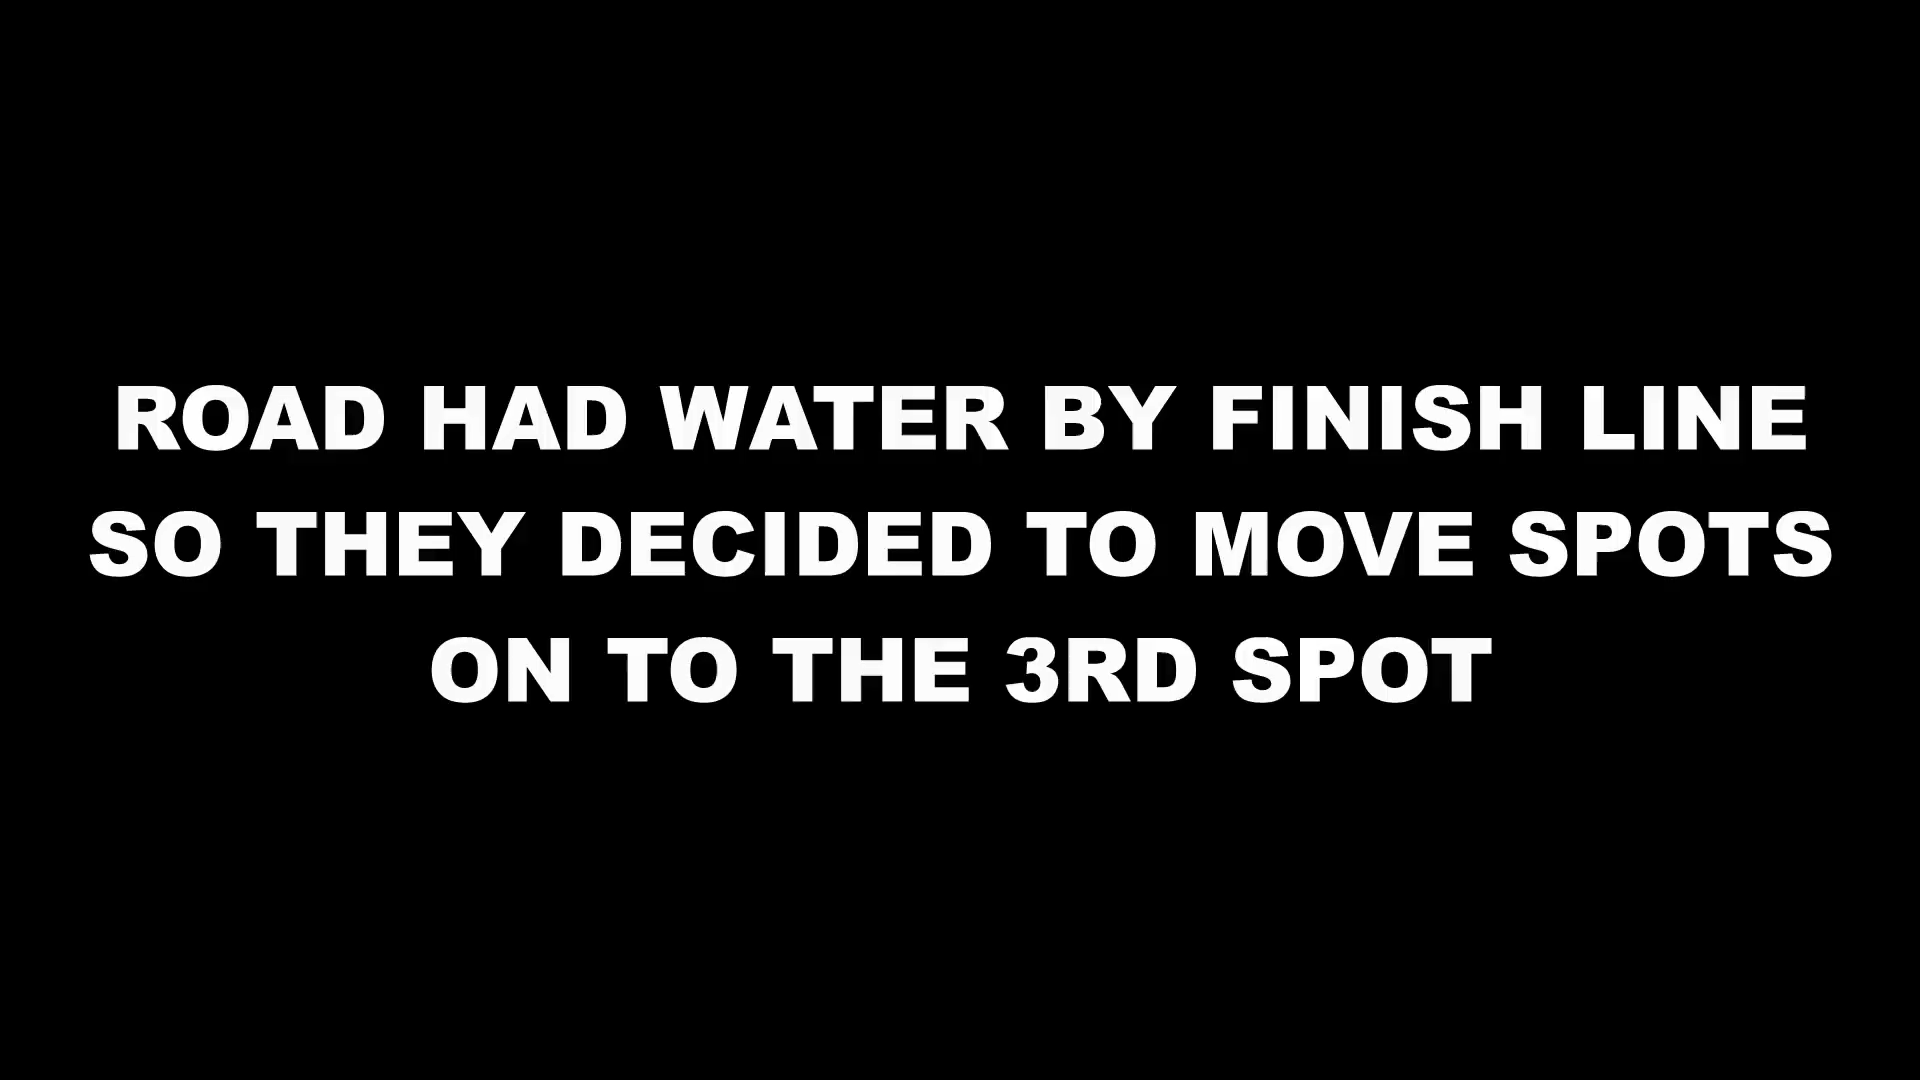 ROAD HAD WATER BY FINISH LINE
SO THEY DECIDED TO MOVE SPOTS
ON TO THE 3RD SPOT